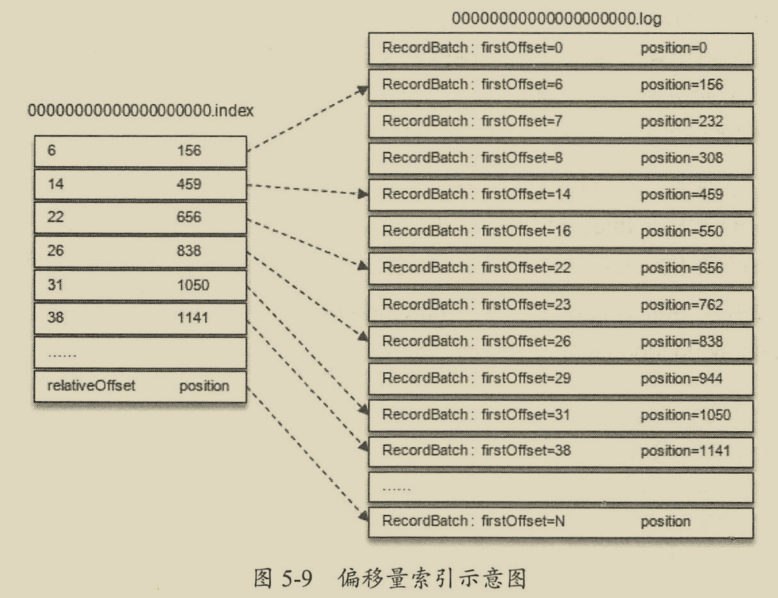 00000000000000000000.log
RecordBatch: firstOffset=0 position=0
RecordBatch: firstOffset=6 position=156
RecordBatch: firstOffset=7 position=232
RecordBatch: firstOffset=8 position=308
RecordBatch: firstOffset=14 position=459
RecordBatch: firstOffset=16 position=550
RecordBatch: firstOffset=22 position=656
RecordBatch: firstOffset=23 position=762
RecordBatch: firstOffset=26 position=838
RecordBatch: firstOffset=29 position=944
RecordBatch: firstOffset=31 position=1050
RecordBatch: firstOffset=38 position=1141
......
RecordBatch: firstOffset=N position
00000000000000000000.index
6 156
14 459
22 656
26 838
31 1050
38 1141
......
relativeOffset position
图 5-9 偏移量索引示意图